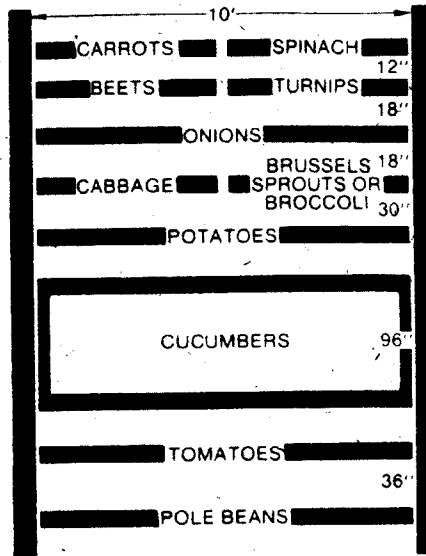 10'
CARROTS SPINACH
12"
BEETS TURNIPS
18"
ONIONS
18"
CABBAGE BRUSSELS
SPROUTS OR
BROCCOLI
30"
POTATOES
CUCUMBERS 96"
TOMATOES
36"
POLE BEANS